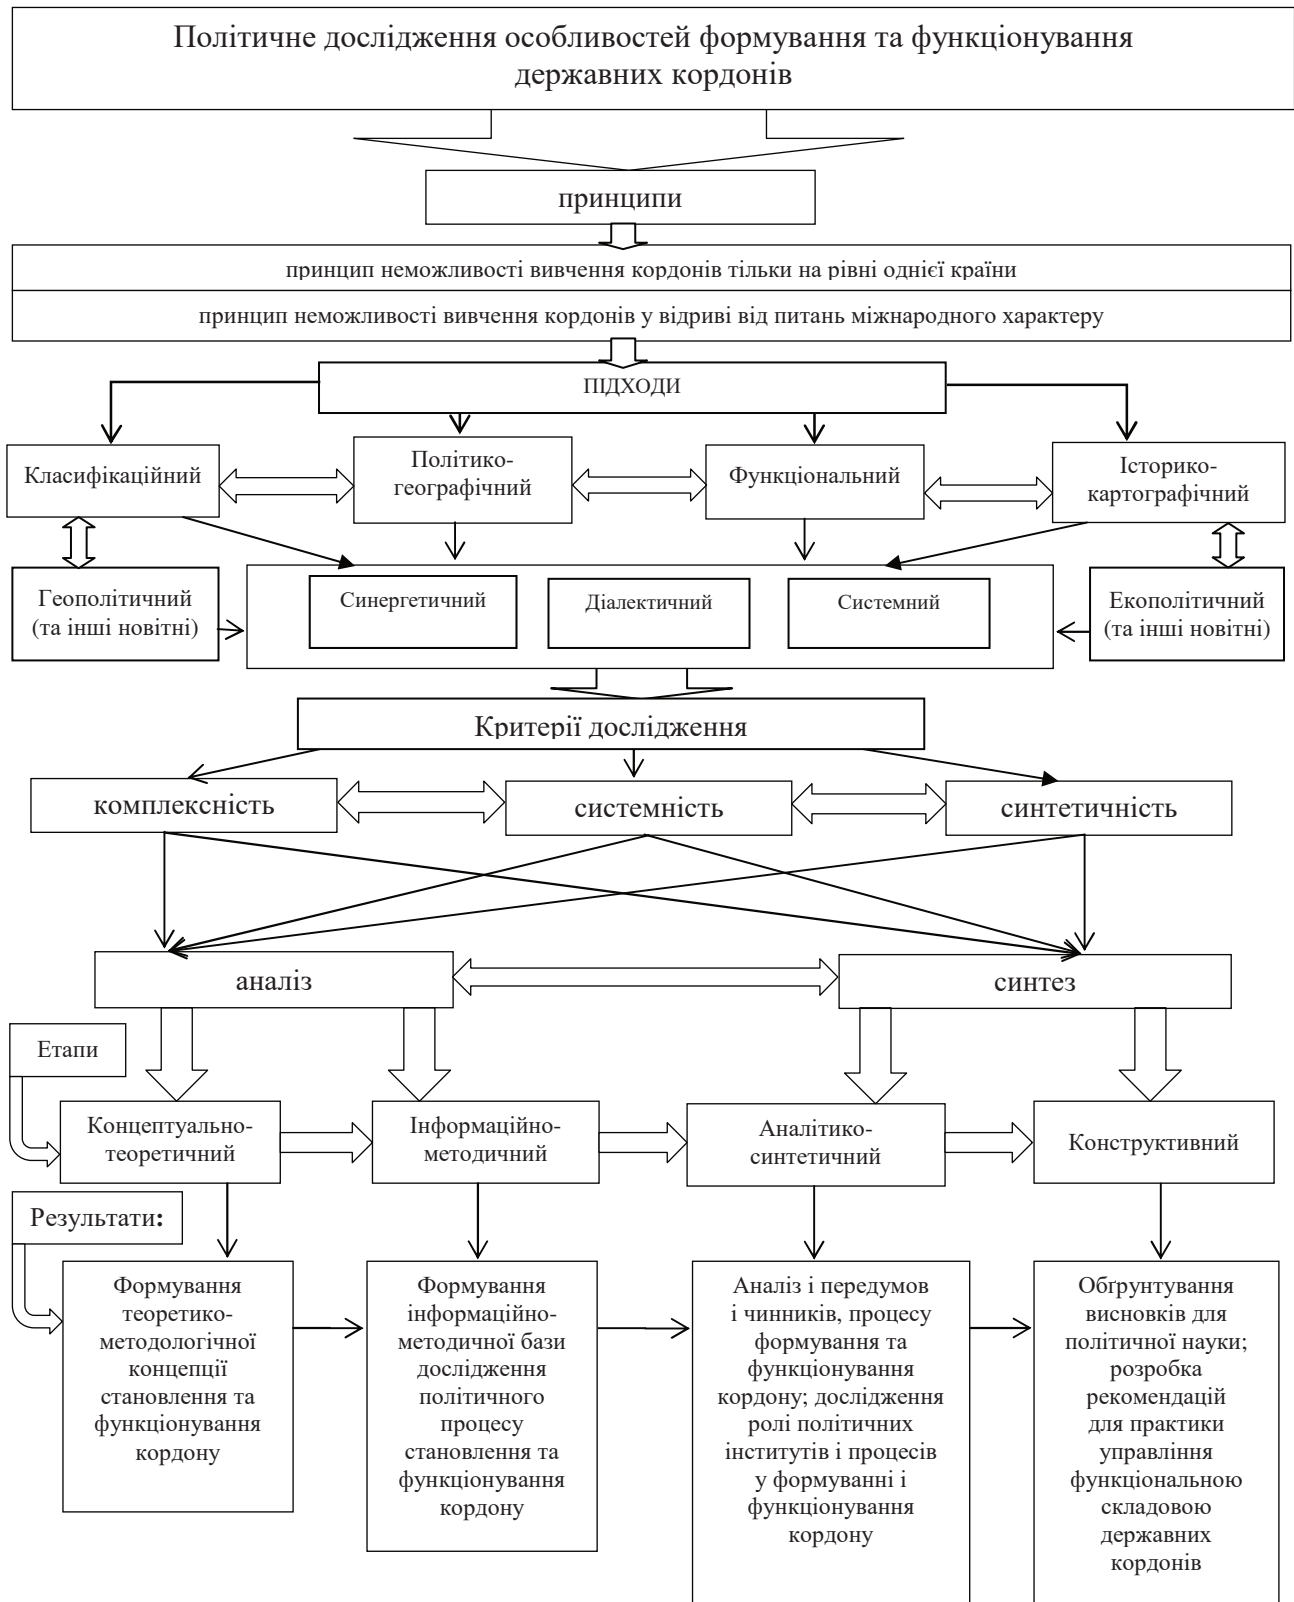 Політичне дослідження особливостей формування та функціонування
державних кордонів
принципи
принцип неможливості вивчення кордонів тільки на рівні однієї країни
принцип неможливості вивчення кордонів у відриві від питань міжнародного характеру
ПІДХОДИ
Класифікаційний
Політико-
географічний
Функціональний
Історико-
картографічний
Геополітичний
(та інші новітні)
Синергетичний
Діалектичний
Системний
Екополітичний
(та інші новітні)
Критерії дослідження
комплексність
системність
синтетичність
аналіз
синтез
Етапи
Концептуально-
теоретичний
Інформаційно-
методичний
Аналітико-
синтетичний
Конструктивний
Результати:
Формування
теоретико-
методологічної
концепції
становлення та
функціонування
кордону
Формування
інформаційно-
методичної бази
дослідження
політичного
процесу
становлення та
функціонування
кордону
Аналіз і передумов
і чинників, процесу
формування та
функціонування
кордону; дослідження
ролі політичних
інститутів і процесів
у формуванні і
функціонування
кордону
Обґрунтування
висновків для
політичної науки;
розробка
рекомендацій
для практики
управління
функціональною
складовою
державних
кордонів